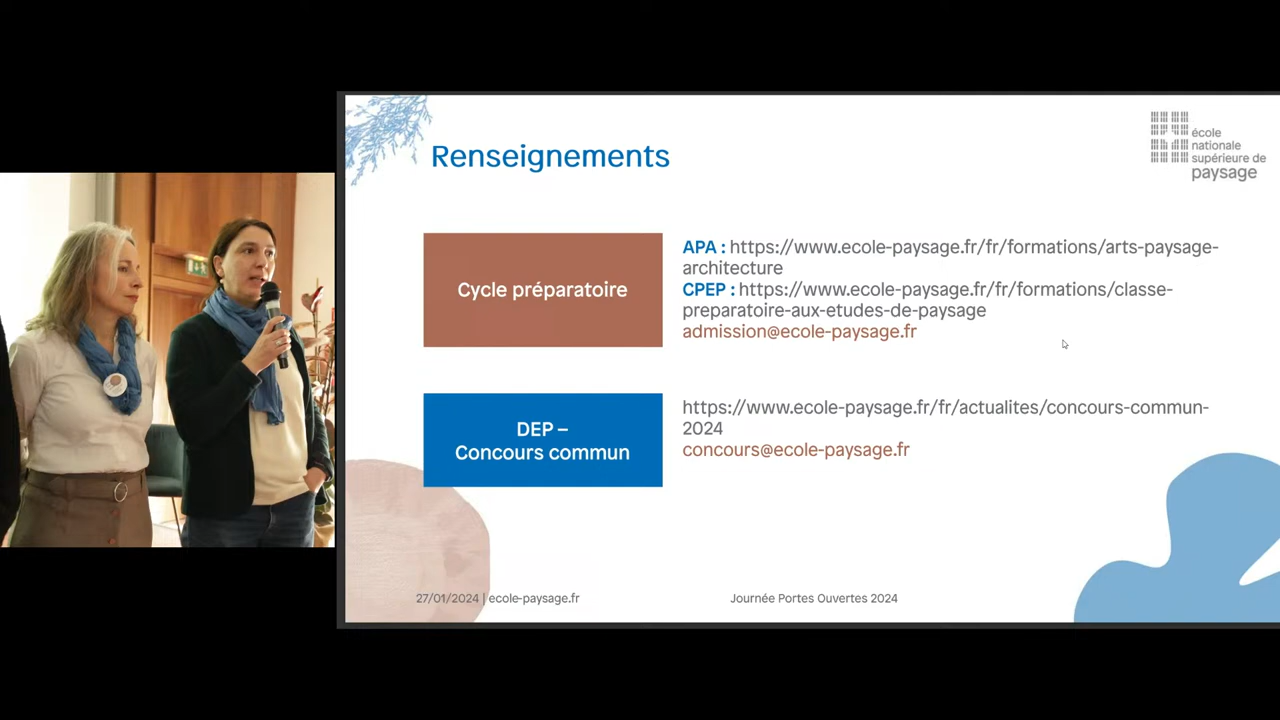 Renseignements
école
nationale
supérieure de
paysage
Cycle préparatoire
APA : https://www.ecole-paysage.fr/fr/formations/arts-paysage-
architecture
CPEP : https://www.ecole-paysage.fr/fr/formations/classe-
preparatoire-aux-etudes-de-paysage
admission@ecole-paysage.fr
DEP –
Concours commun
https://www.ecole-paysage.fr/fr/actualites/concours-commun-
2024
concours@ecole-paysage.fr
27/01/2024 | ecole-paysage.fr
Journée Portes Ouvertes 2024